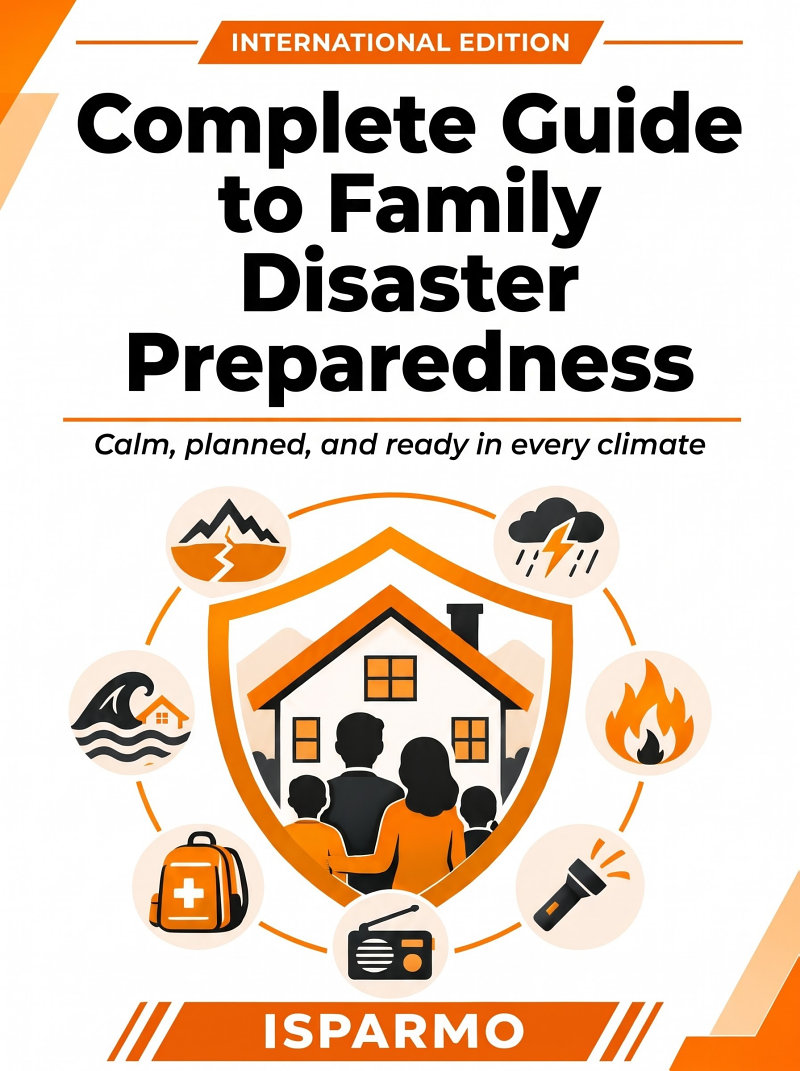 INTERNATIONAL EDITION
Complete Guide
to Family
Disaster
Preparedness
Calm, planned, and ready in every climate
ISPARMO